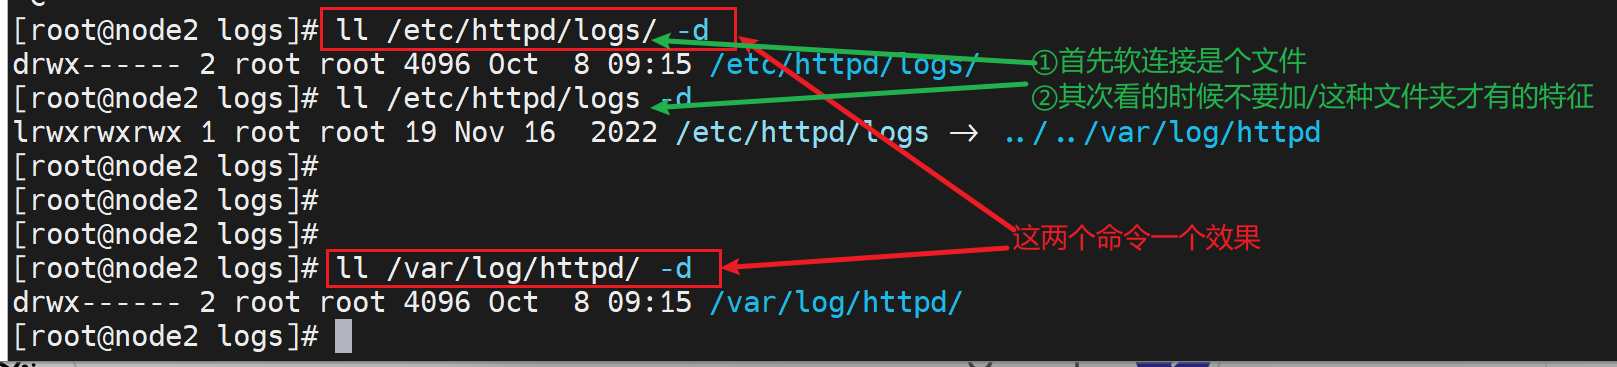 [root@node2 logs]# ll /etc/httpd/logs/ -d
drwx------ 2 root root 4096 Oct  8 09:15 /etc/httpd/logs/
①首先软连接是个文件
[root@node2 logs]# ll /etc/httpd/logs -d
②其次看的时候不要加/这种文件夹才有的特征
lrwxrwxrwx 1 root root 19 Nov 16  2022 /etc/httpd/logs -> ../../var/log/httpd
[root@node2 logs]#
[root@node2 logs]#
[root@node2 logs]#
这两个命令一个效果
[root@node2 logs]# ll /var/log/httpd/ -d
drwx------ 2 root root 4096 Oct  8 09:15 /var/log/httpd/
[root@node2 logs]#